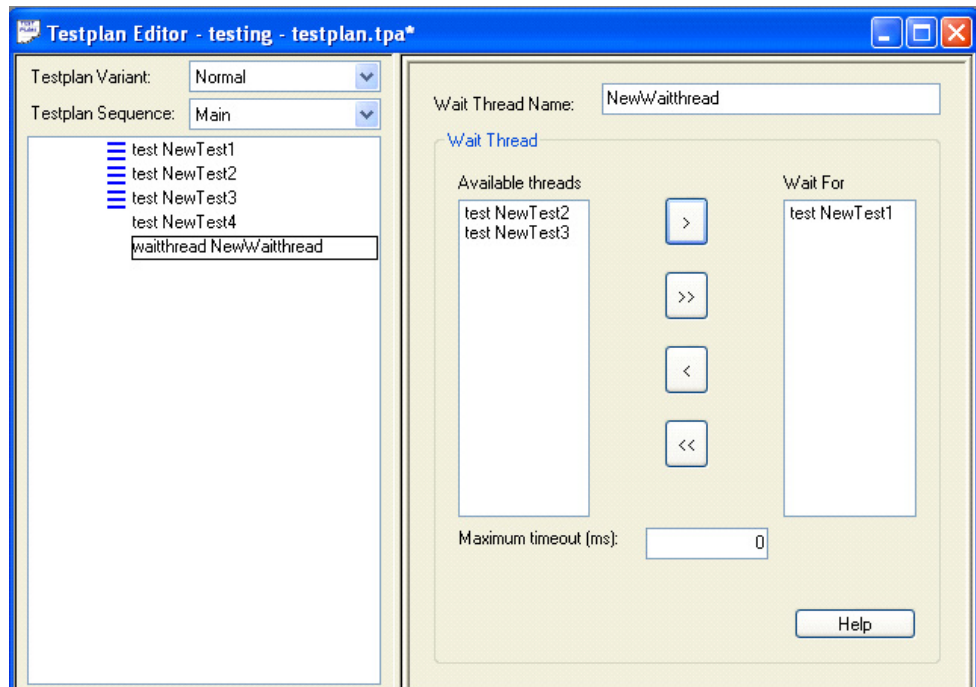 Testplan Editor - testing - testplan.tpa*
Testplan Variant: Normal
Testplan Sequence: Main
test NewTest1
test NewTest2
test NewTest3
test NewTest4
waitthread NewWaitthread
Wait Thread Name: NewWaitthread
Wait Thread
Available threads
test NewTest2
test NewTest3
>
>>
<
<<
Wait For
test NewTest1
Maximum timeout (ms): 0
Help